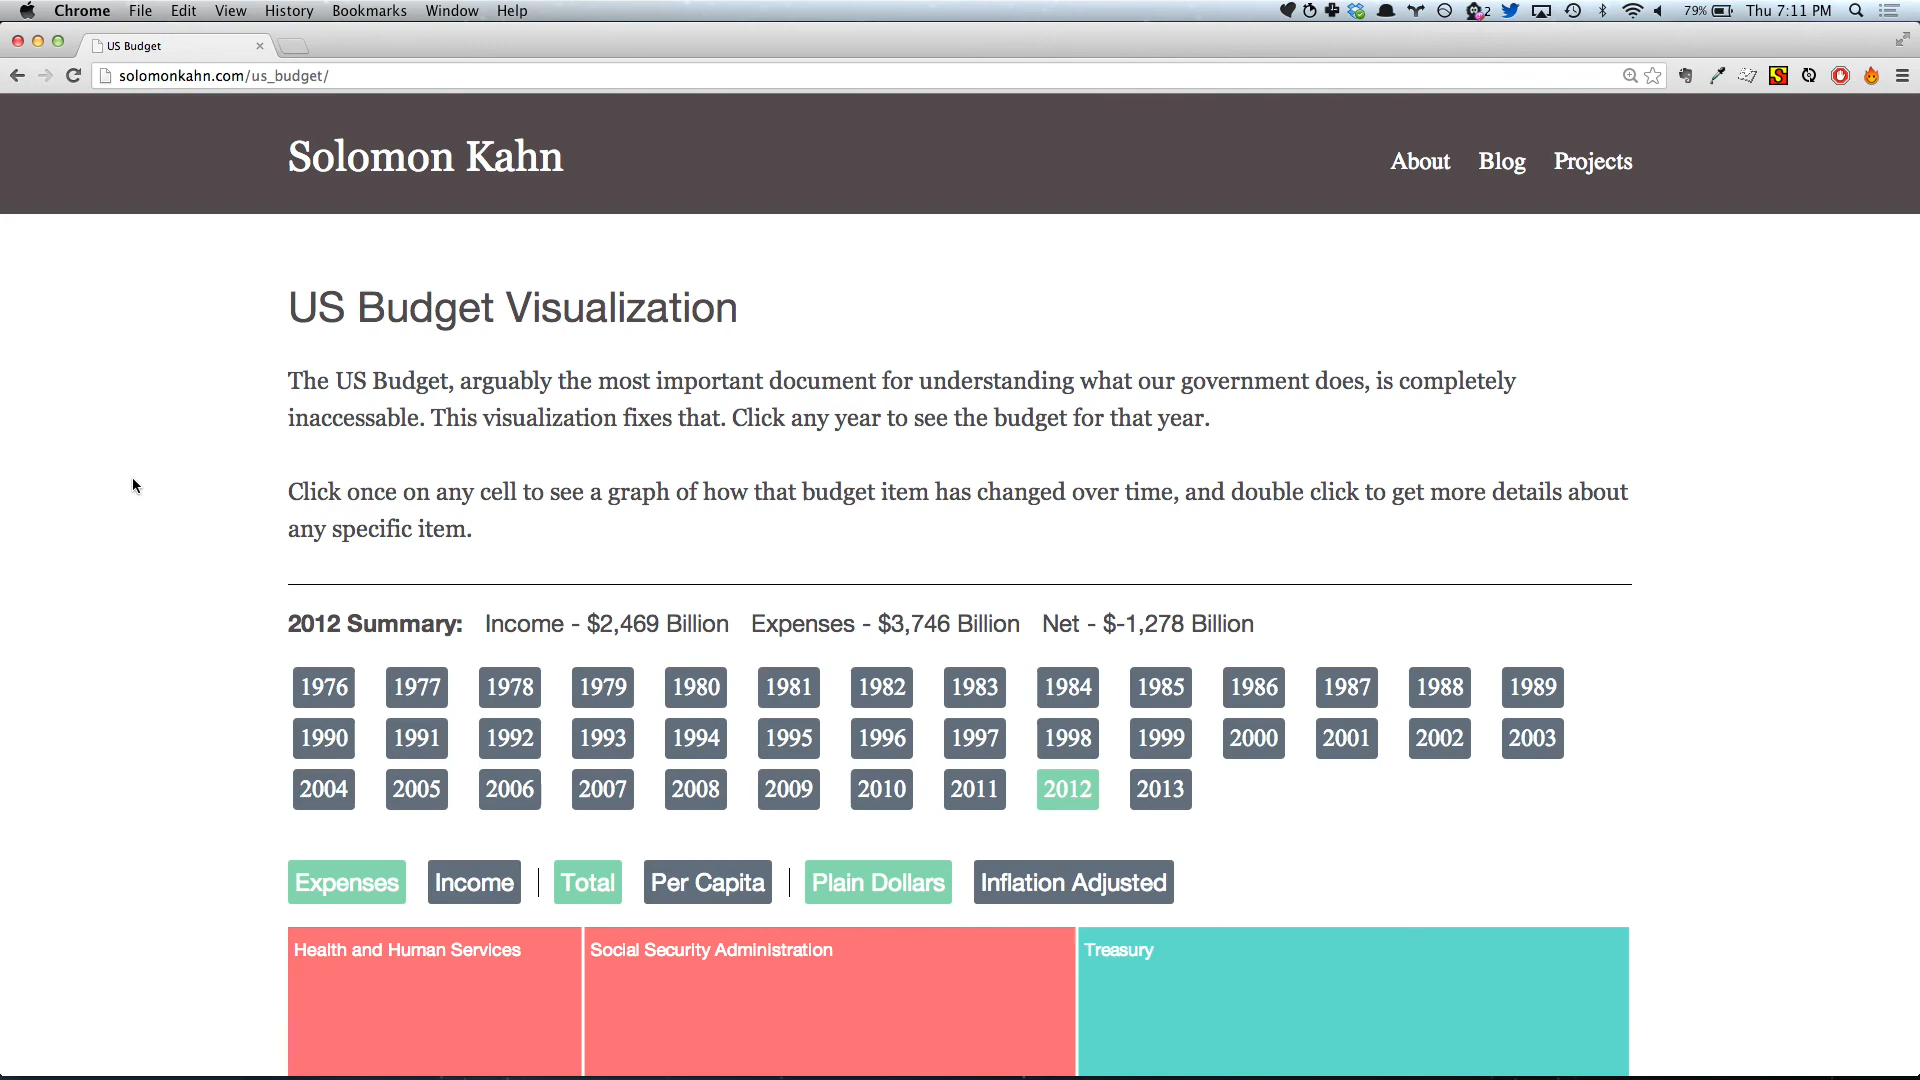 Chrome File Edit View History Bookmarks Window Help 2 79% Thu 7:11 PM
US Budget
solomonkahn.com/us_budget/
Solomon Kahn
About Blog Projects
US Budget Visualization
The US Budget, arguably the most important document for understanding what our government does, is completely
inaccessable. This visualization fixes that. Click any year to see the budget for that year.
Click once on any cell to see a graph of how that budget item has changed over time, and double click to get more details about
any specific item.
2012 Summary: Income - $2,469 Billion Expenses - $3,746 Billion Net - $-1,278 Billion
1976 1977 1978 1979 1980 1981 1982 1983 1984 1985 1986 1987 1988 1989
1990 1991 1992 1993 1994 1995 1996 1997 1998 1999 2000 2001 2002 2003
2004 2005 2006 2007 2008 2009 2010 2011 2012 2013
Expenses Income | Total Per Capita | Plain Dollars Inflation Adjusted
Health and Human Services Social Security Administration Treasury